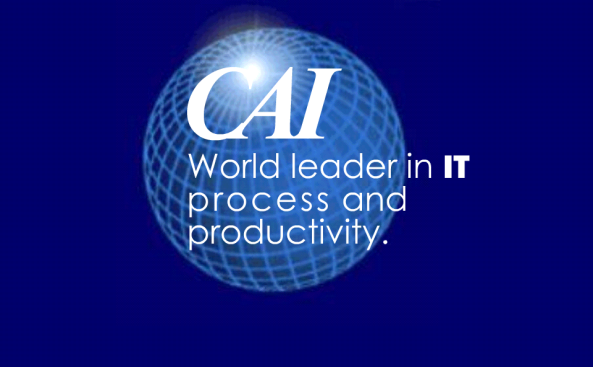 CAI
World leader in IT
process and
productivity.